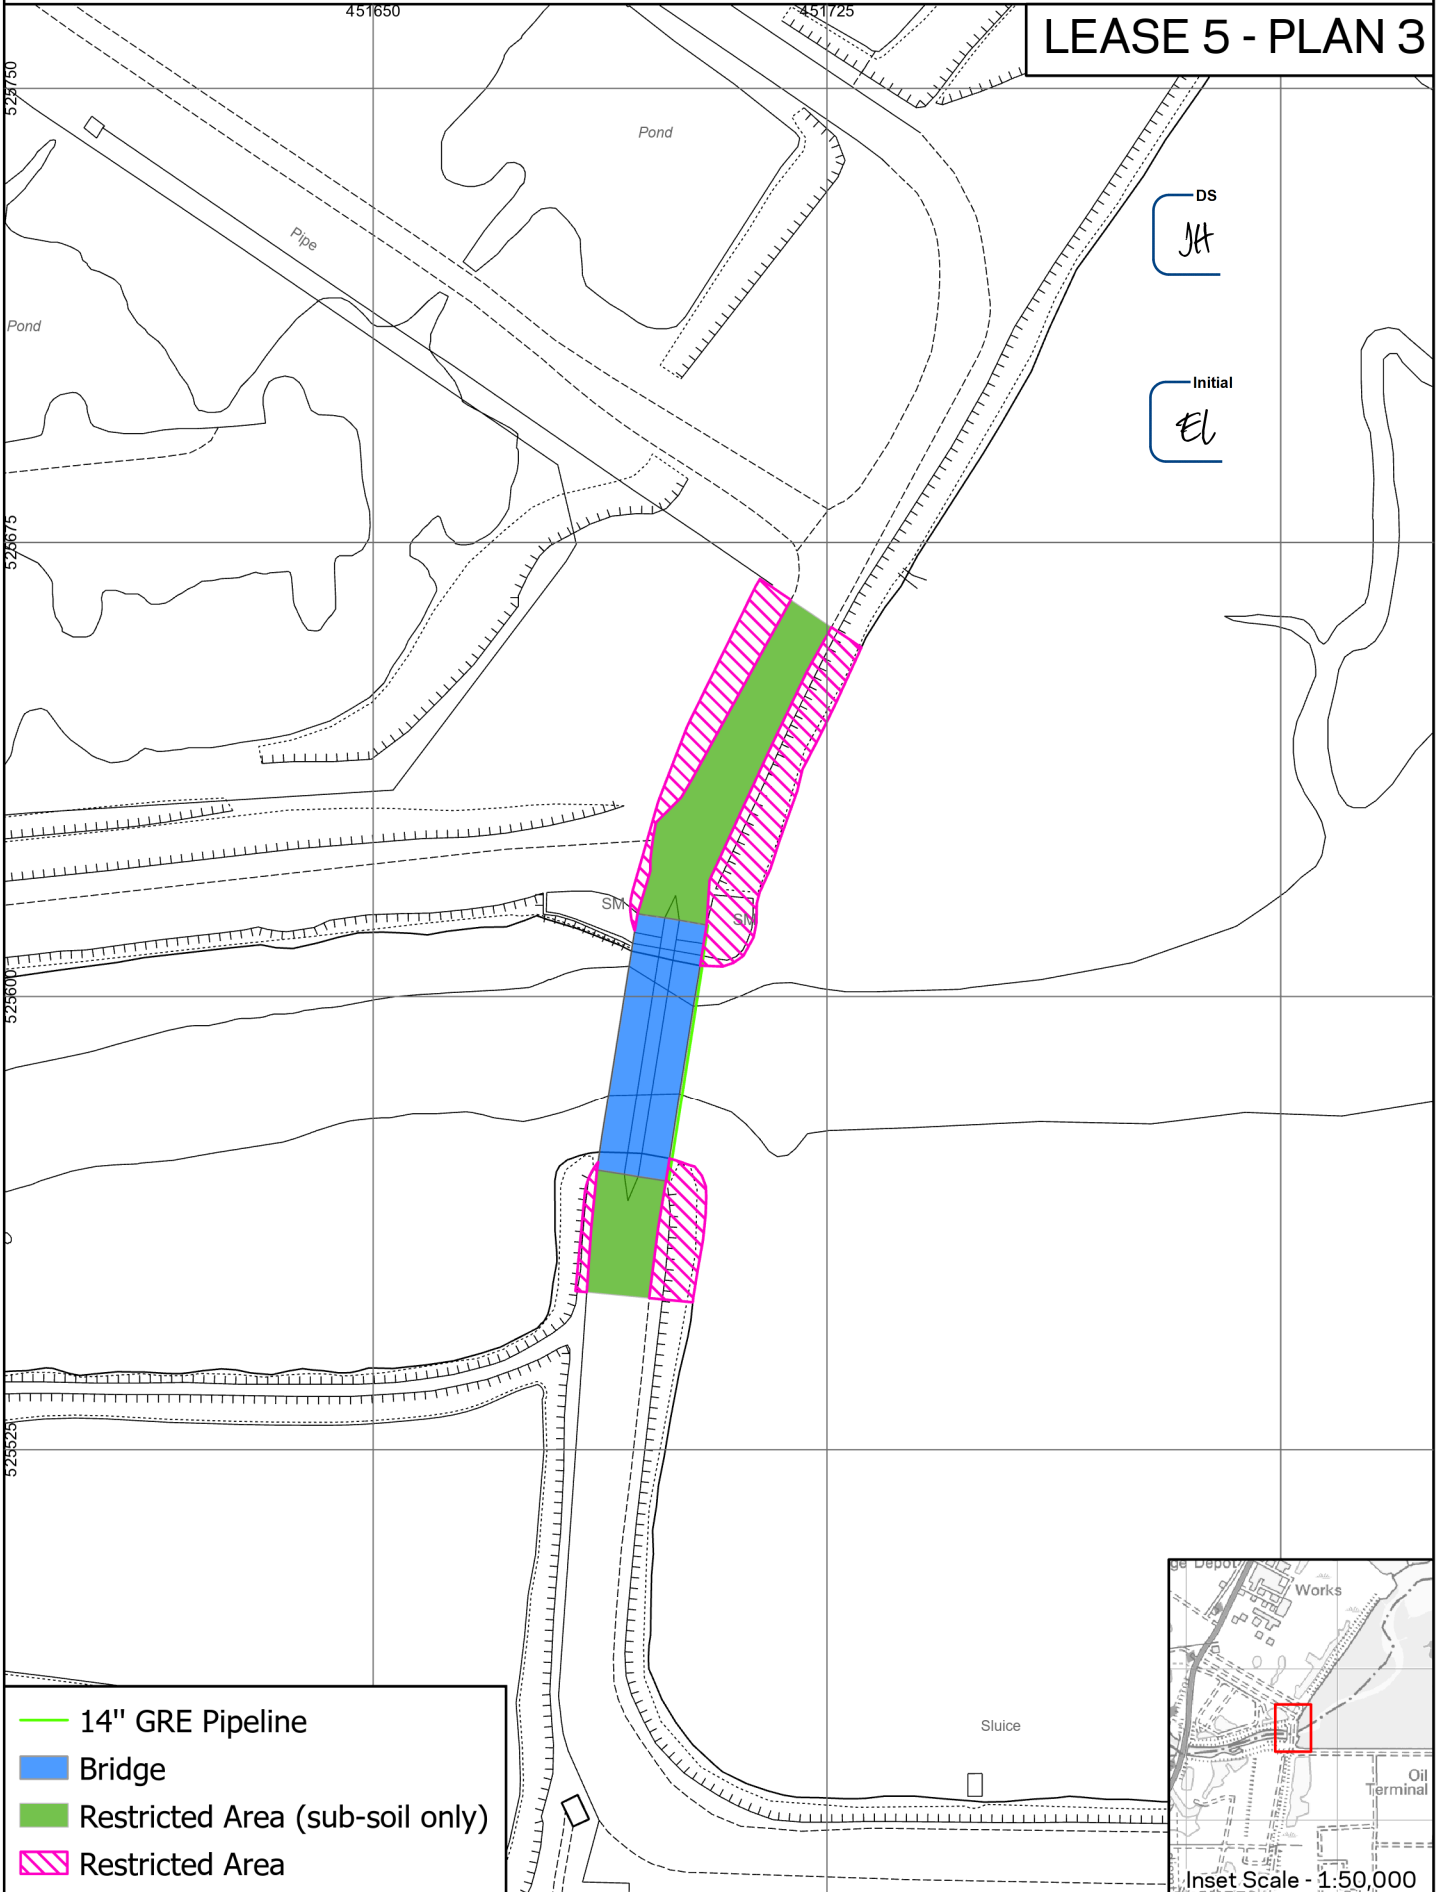 451650
451725
LEASE 5 - PLAN 3
525750
Pond
DS
JH
Pipe
Pond
Initial
EL
525675
SM
SM
525600
525525
Sluice
14" GRE Pipeline
Bridge
Restricted Area (sub-soil only)
Restricted Area
ge Depot
Works
Oil
Terminal
Inset Scale - 1:50,000